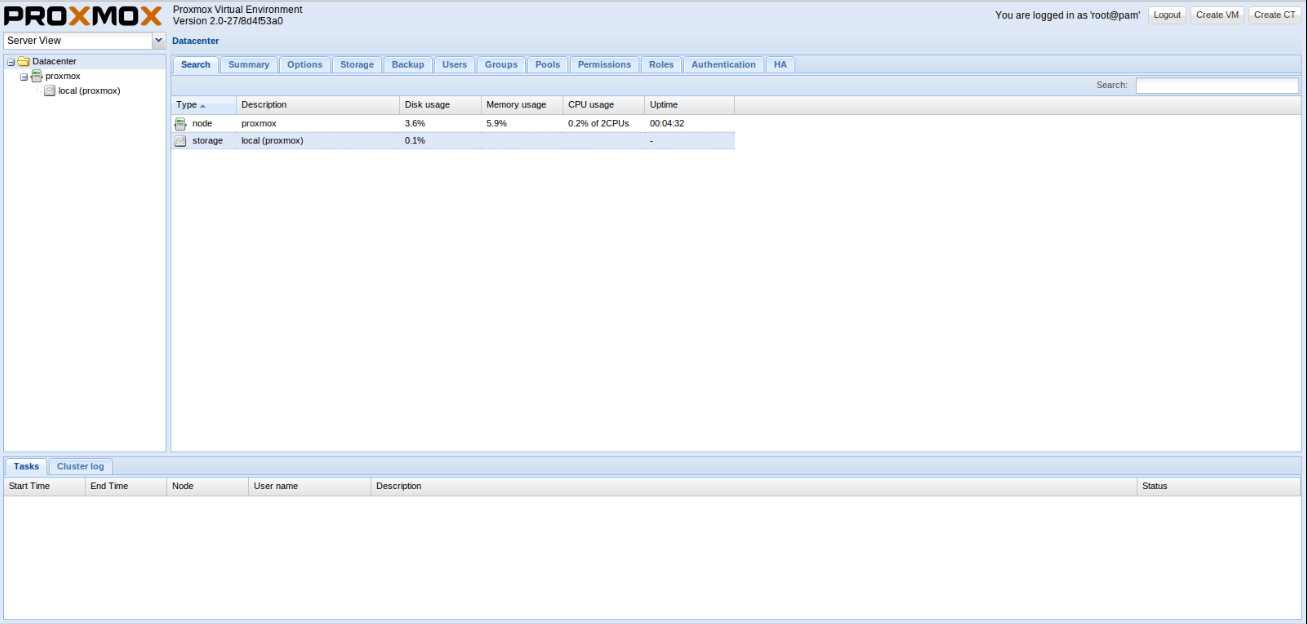 PROXMOX
Proxmox Virtual Environment
Version 2.0-27/8d4f53a0
You are logged in as 'root@pam'
Logout
Create VM
Create CT
Server View
Datacenter
Datacenter
proxmox
local (proxmox)
Search Summary Options Storage Backup Users Groups Pools Permissions Roles Authentication HA
Search:
Type Description Disk usage Memory usage CPU usage Uptime
node proxmox 3.6% 5.9% 0.2% of 2CPUs 00:04:32
storage local (proxmox) 0.1% -
Tasks Cluster log
Start Time End Time Node User name Description Status